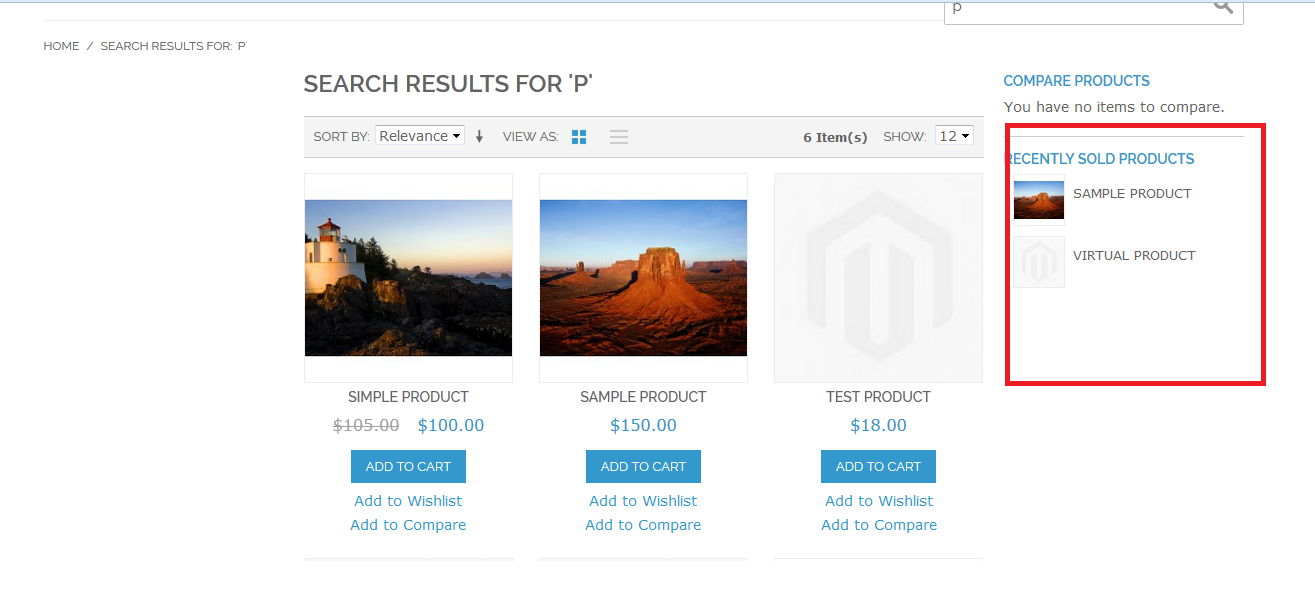 p
HOME / SEARCH RESULTS FOR: 'P'
SEARCH RESULTS FOR 'P'
SORT BY: Relevance VIEW AS: 6 Item(s) SHOW: 12
SIMPLE PRODUCT
$105.00 $100.00
ADD TO CART
Add to Wishlist
Add to Compare
SAMPLE PRODUCT
$150.00
ADD TO CART
Add to Wishlist
Add to Compare
TEST PRODUCT
$18.00
ADD TO CART
Add to Wishlist
Add to Compare
COMPARE PRODUCTS
You have no items to compare.
RECENTLY SOLD PRODUCTS
SAMPLE PRODUCT
VIRTUAL PRODUCT